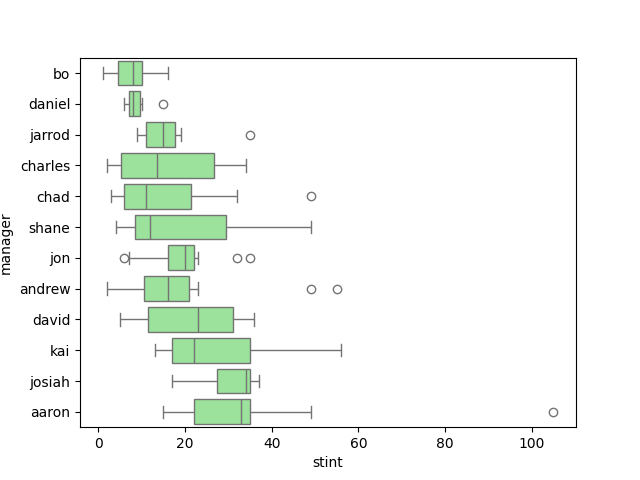 bo
daniel
jarrod
charles
chad
shane
jon
andrew
david
kai
josiah
aaron
manager
0 20 40 60 80 100
stint